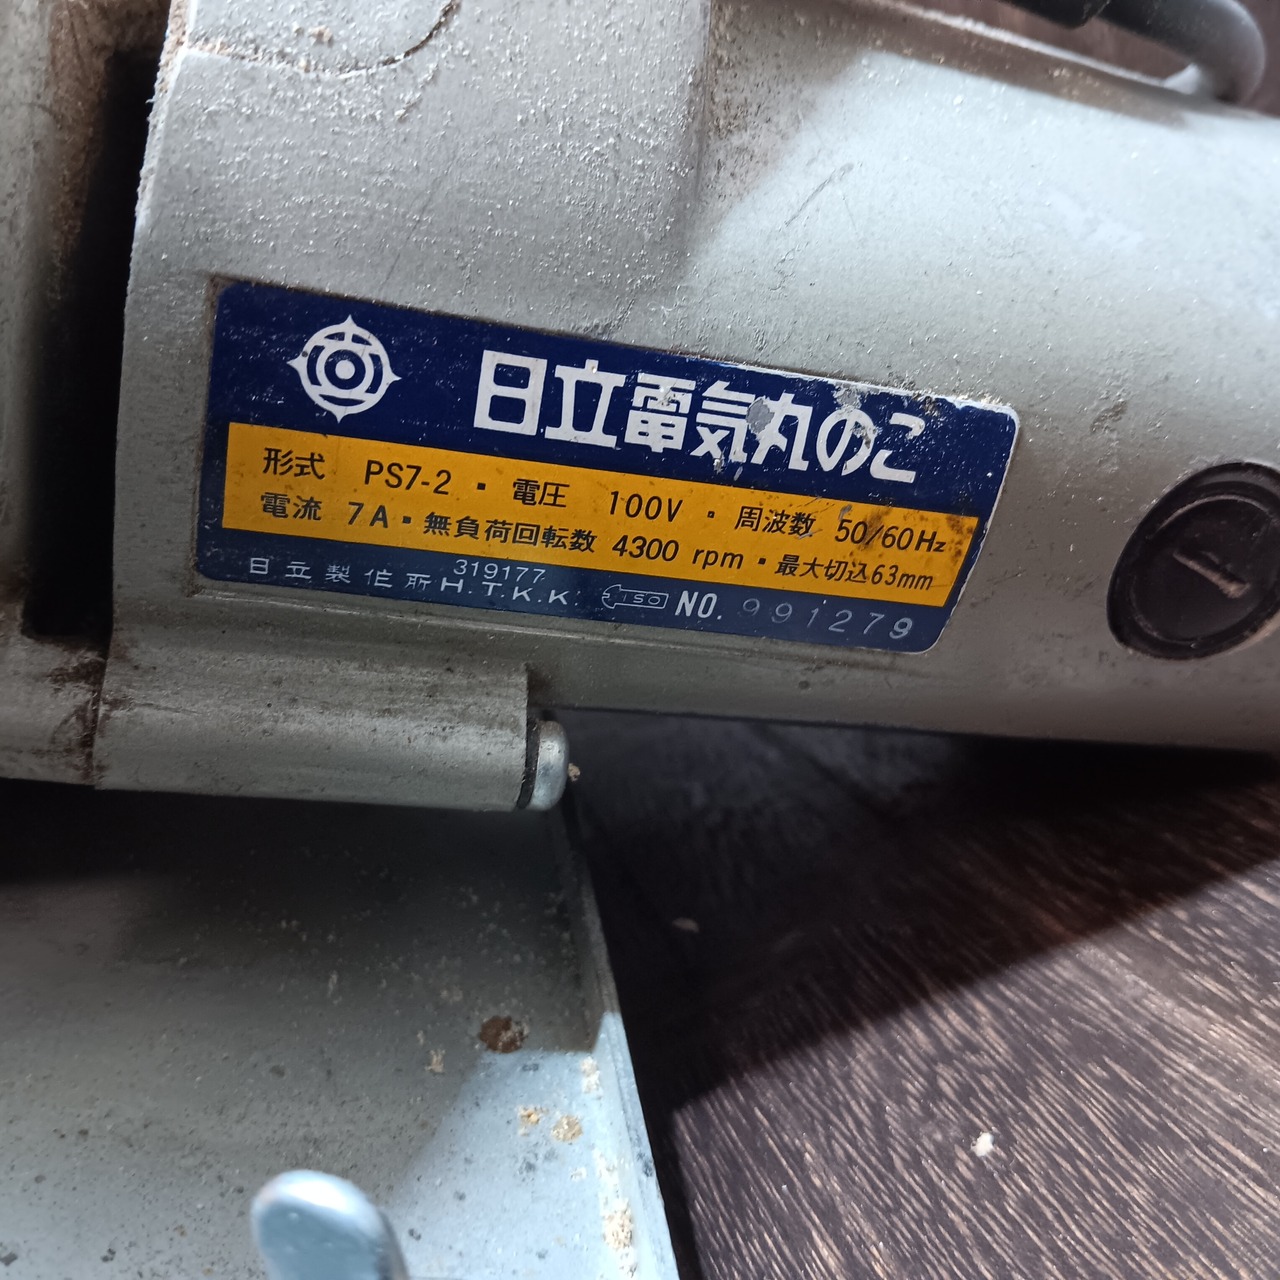 日立電気丸のこ
形式 PS7-2・電圧 100V・周波数 50/60Hz
電流 7A・無負荷回転数 4300 rpm・最大切込63mm
319177
日立製作所 H.T.K.K. ISO NO. 991279